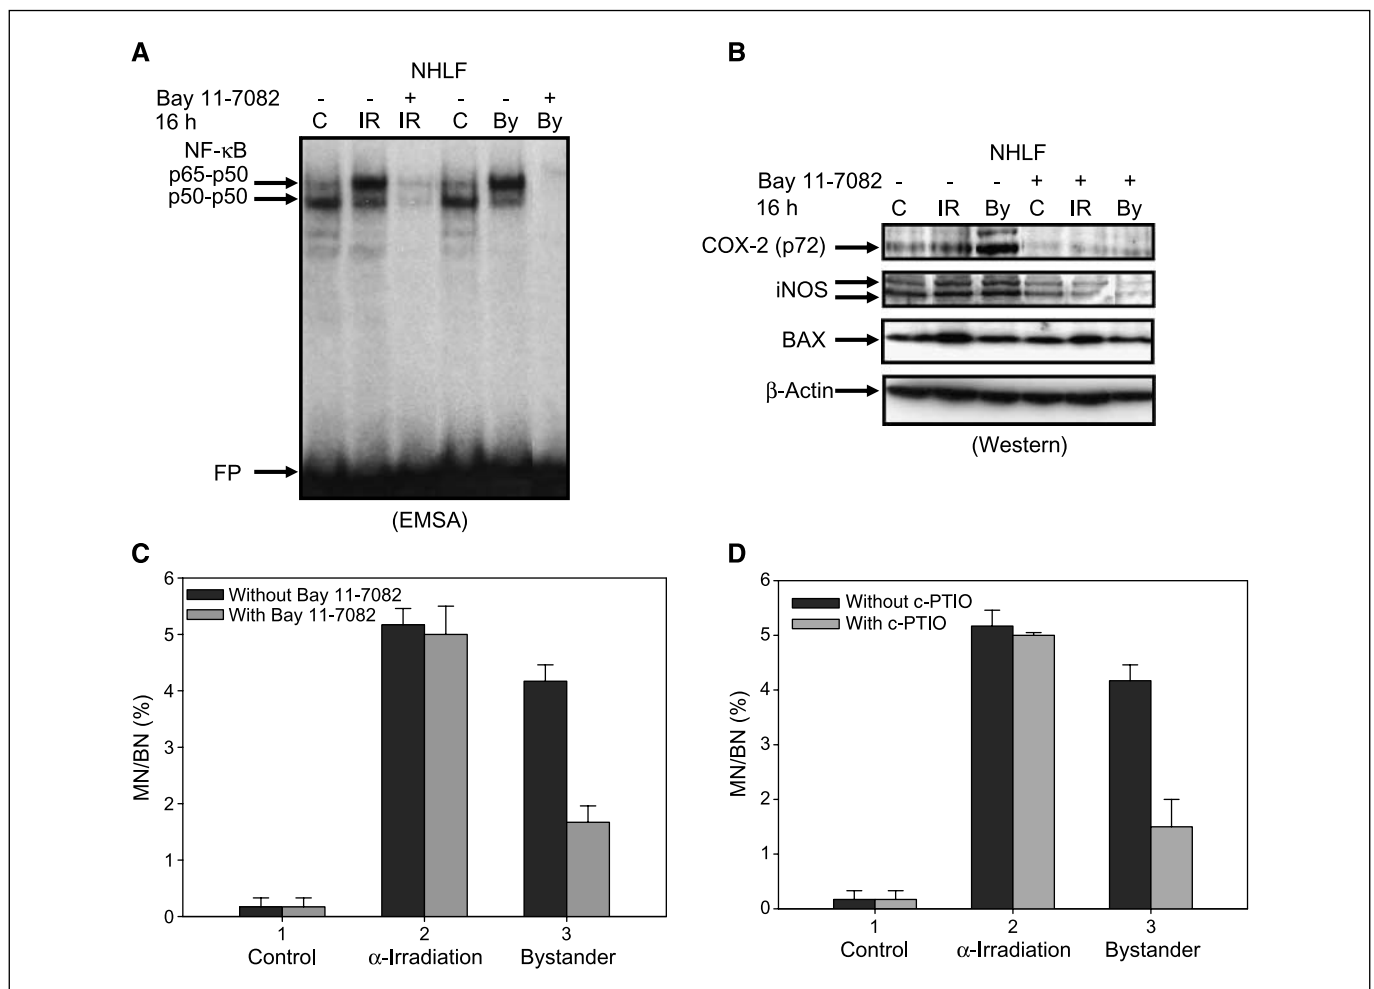 A
NHLF
Bay 11-7082 - - + - - +
16 h C IR IR C By By
NF-κB
p65-p50
p50-p50
FP
(EMSA)
B
NHLF
Bay 11-7082 - - - + + +
16 h C IR By C IR By
COX-2 (p72)
iNOS
BAX
β-Actin
(Western)
C
Without Bay 11-7082
With Bay 11-7082
MN/BN (%)
6
5
4
3
2
1
0
1 2 3
Control α-Irradiation Bystander
D
Without c-PTIO
With c-PTIO
MN/BN (%)
6
5
4
3
2
1
0
1 2 3
Control α-Irradiation Bystander